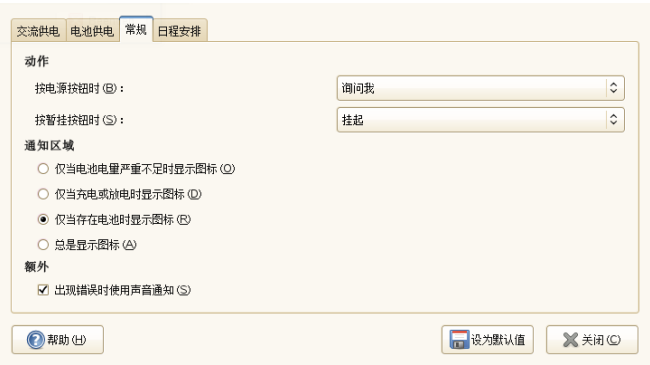 交流供电 电池供电 常规 日程安排
动作
按电源按钮时(B)： 询问我
按暂挂按钮时(S)： 挂起
通知区域
仅当电池电量严重不足时显示图标(O)
仅当充电或放电时显示图标(D)
仅当存在电池时显示图标(R)
总是显示图标(A)
额外
出现错误时使用声音通知(S)
帮助(H) 设为默认值 关闭(C)